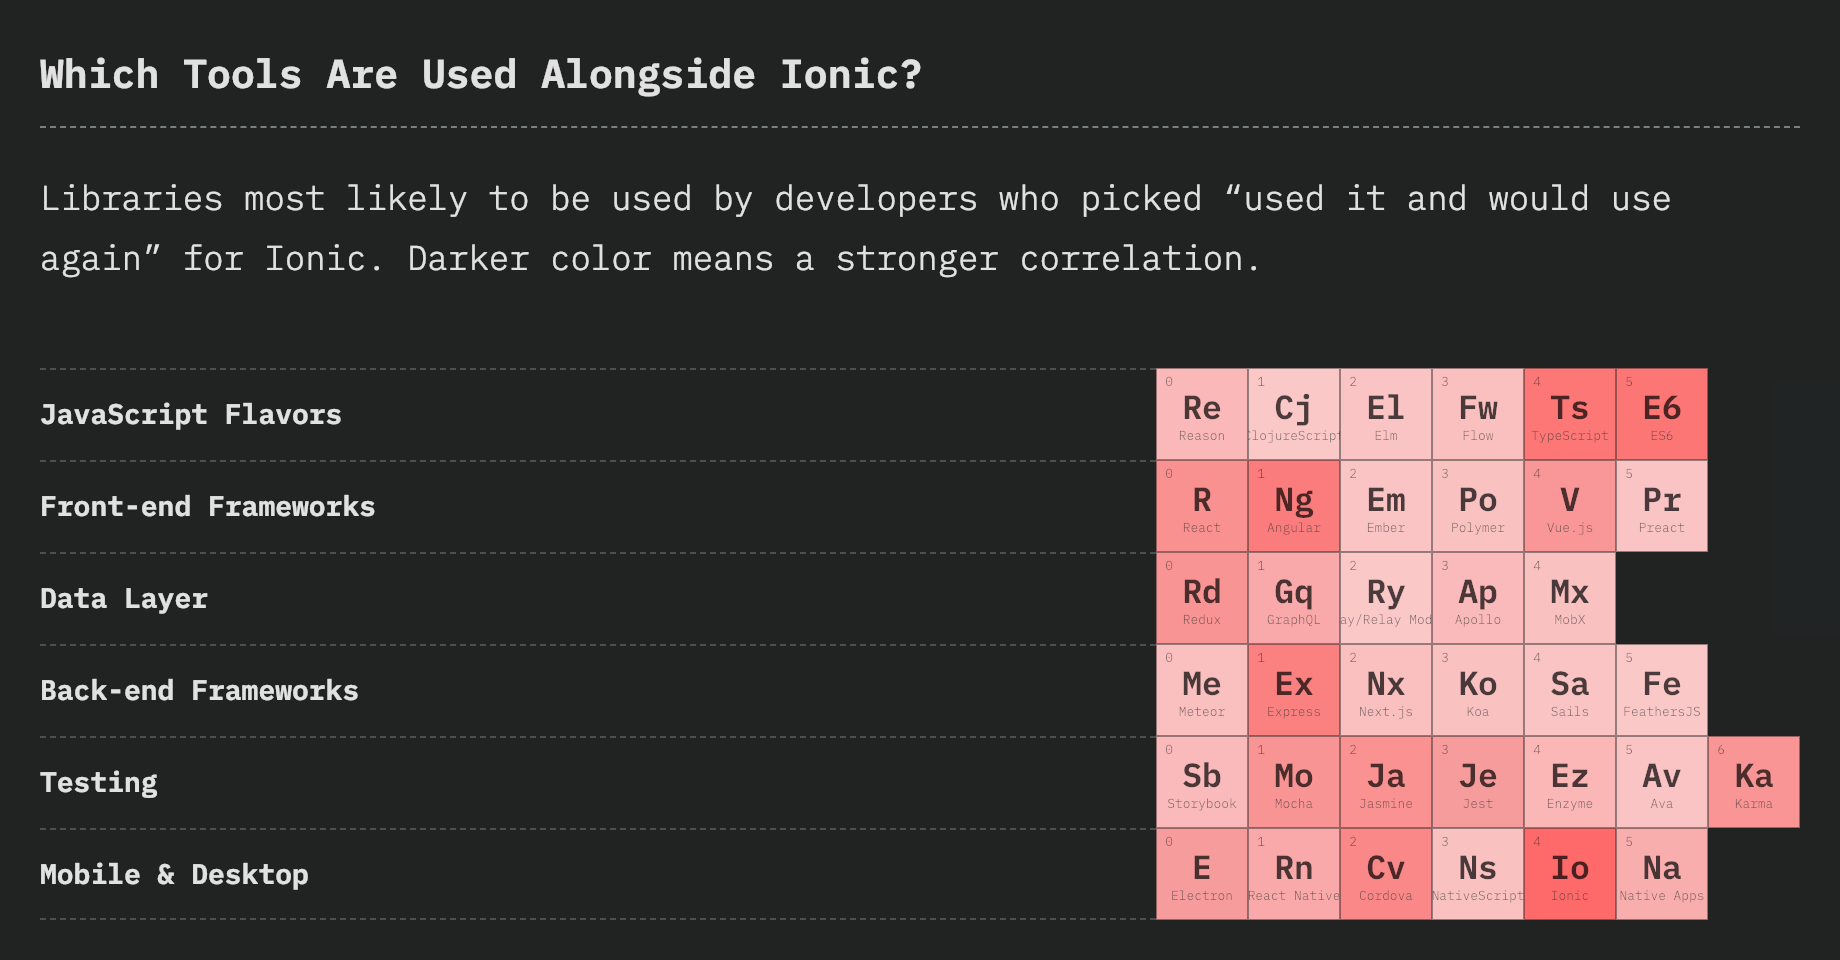 Which Tools Are Used Alongside Ionic?
Libraries most likely to be used by developers who picked “used it and would use
again” for Ionic. Darker color means a stronger correlation.
JavaScript Flavors
0 1 2 3 4 5
Re Cj El Fw Ts E6
Reason ClojureScript Elm Flow TypeScript ES6
Front-end Frameworks
0 1 2 3 4 5
R Ng Em Po V Pr
React Angular Ember Polymer Vue.js Preact
Data Layer
0 1 2 3 4
Rd Gq Ry Ap Mx
Redux GraphQL ay/Relay Mod Apollo MobX
Back-end Frameworks
0 1 2 3 4 5
Me Ex Nx Ko Sa Fe
Meteor Express Next.js Koa Sails FeathersJS
Testing
0 1 2 3 4 5 6
Sb Mo Ja Je Ez Av Ka
Storybook Mocha Jasmine Jest Enzyme Ava Karma
Mobile & Desktop
0 1 2 3 4 5
E Rn Cv Ns Io Na
Electron React Native Cordova NativeScript Ionic Native Apps